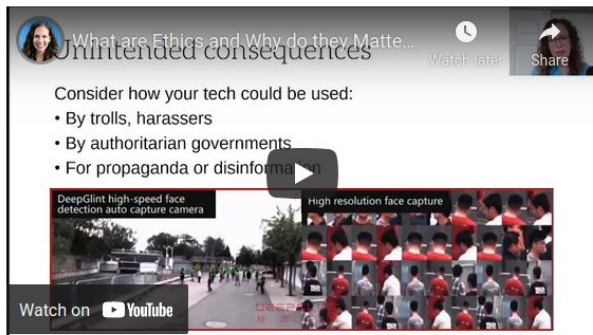 What are Ethics and Why do they Matte...
Unintended consequences
Watch later
Share
Consider how your tech could be used:
• By trolls, harassers
• By authoritarian governments
• For propaganda or disinformation
DeepGlint high-speed face
detection auto capture camera
High resolution face capture
Watch on YouTube